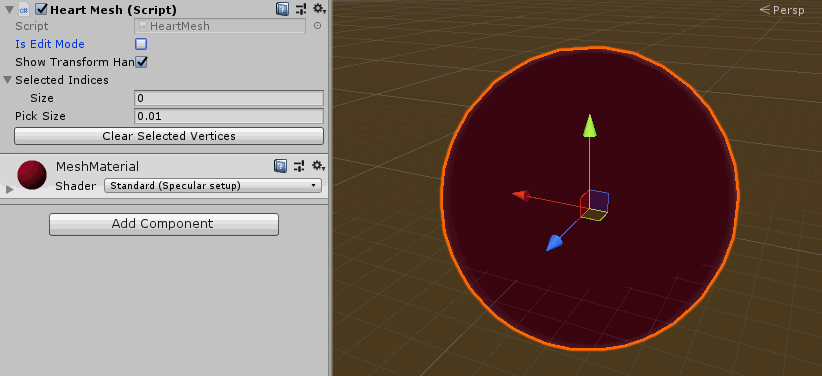 Heart Mesh (Script)
Script HeartMesh
Is Edit Mode
Show Transform Han
Selected Indices
Size 0
Pick Size 0.01
Clear Selected Vertices
MeshMaterial
Shader Standard (Specular setup)
Add Component
Persp